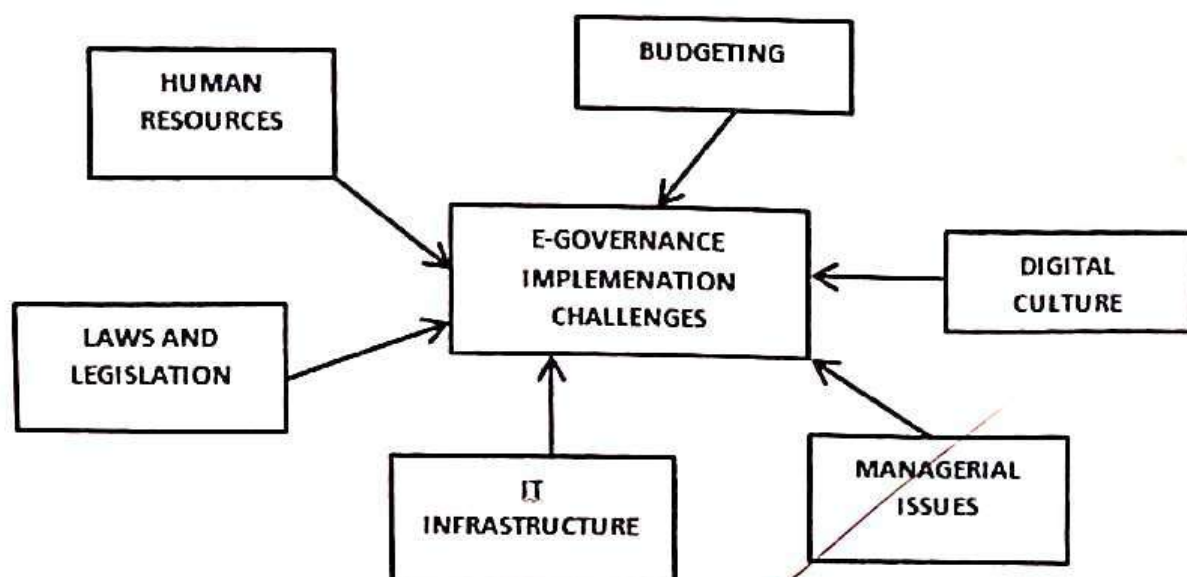 BUDGETING
HUMAN
RESOURCES
E-GOVERNANCE
IMPLEMENATION
CHALLENGES
DIGITAL
CULTURE
LAWS AND
LEGISLATION
IT
INFRASTRUCTURE
MANAGERIAL
ISSUES